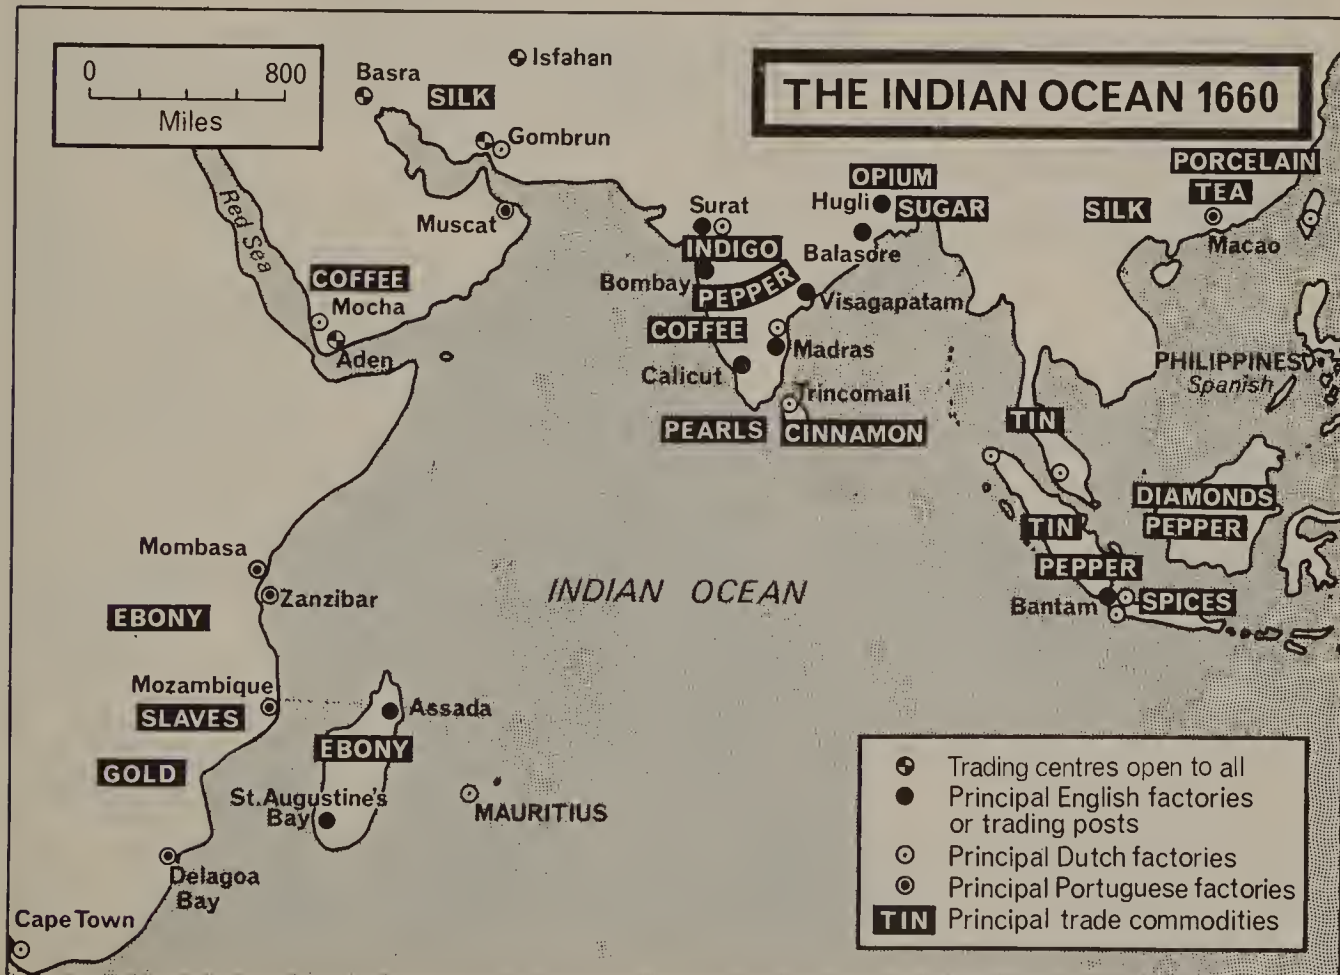 0 800
Miles
THE INDIAN OCEAN 1660
Isfahan
Basra
SILK
Gombrun
Muscat
Red Sea
COFFEE
Mocha
Aden
Surat
INDIGO
Bombay
PEPPER
COFFEE
Calicut
OPIUM
Hugli
SUGAR
Balasore
Visagapatam
Madras
Trincomali
PEARLS
CINNAMON
PORCELAIN
TEA
SILK
Macao
PHILIPPINES
Spanish
TIN
DIAMONDS
PEPPER
TIN
PEPPER
Bantam
SPICES
Mombasa
Zanzibar
EBONY
INDIAN OCEAN
Mozambique
SLAVES
Assada
EBONY
GOLD
St. Augustine's
Bay
MAURITIUS
Delagoa
Bay
Cape Town
Trading centres open to all
Principal English factories
or trading posts
Principal Dutch factories
Principal Portuguese factories
TIN Principal trade commodities